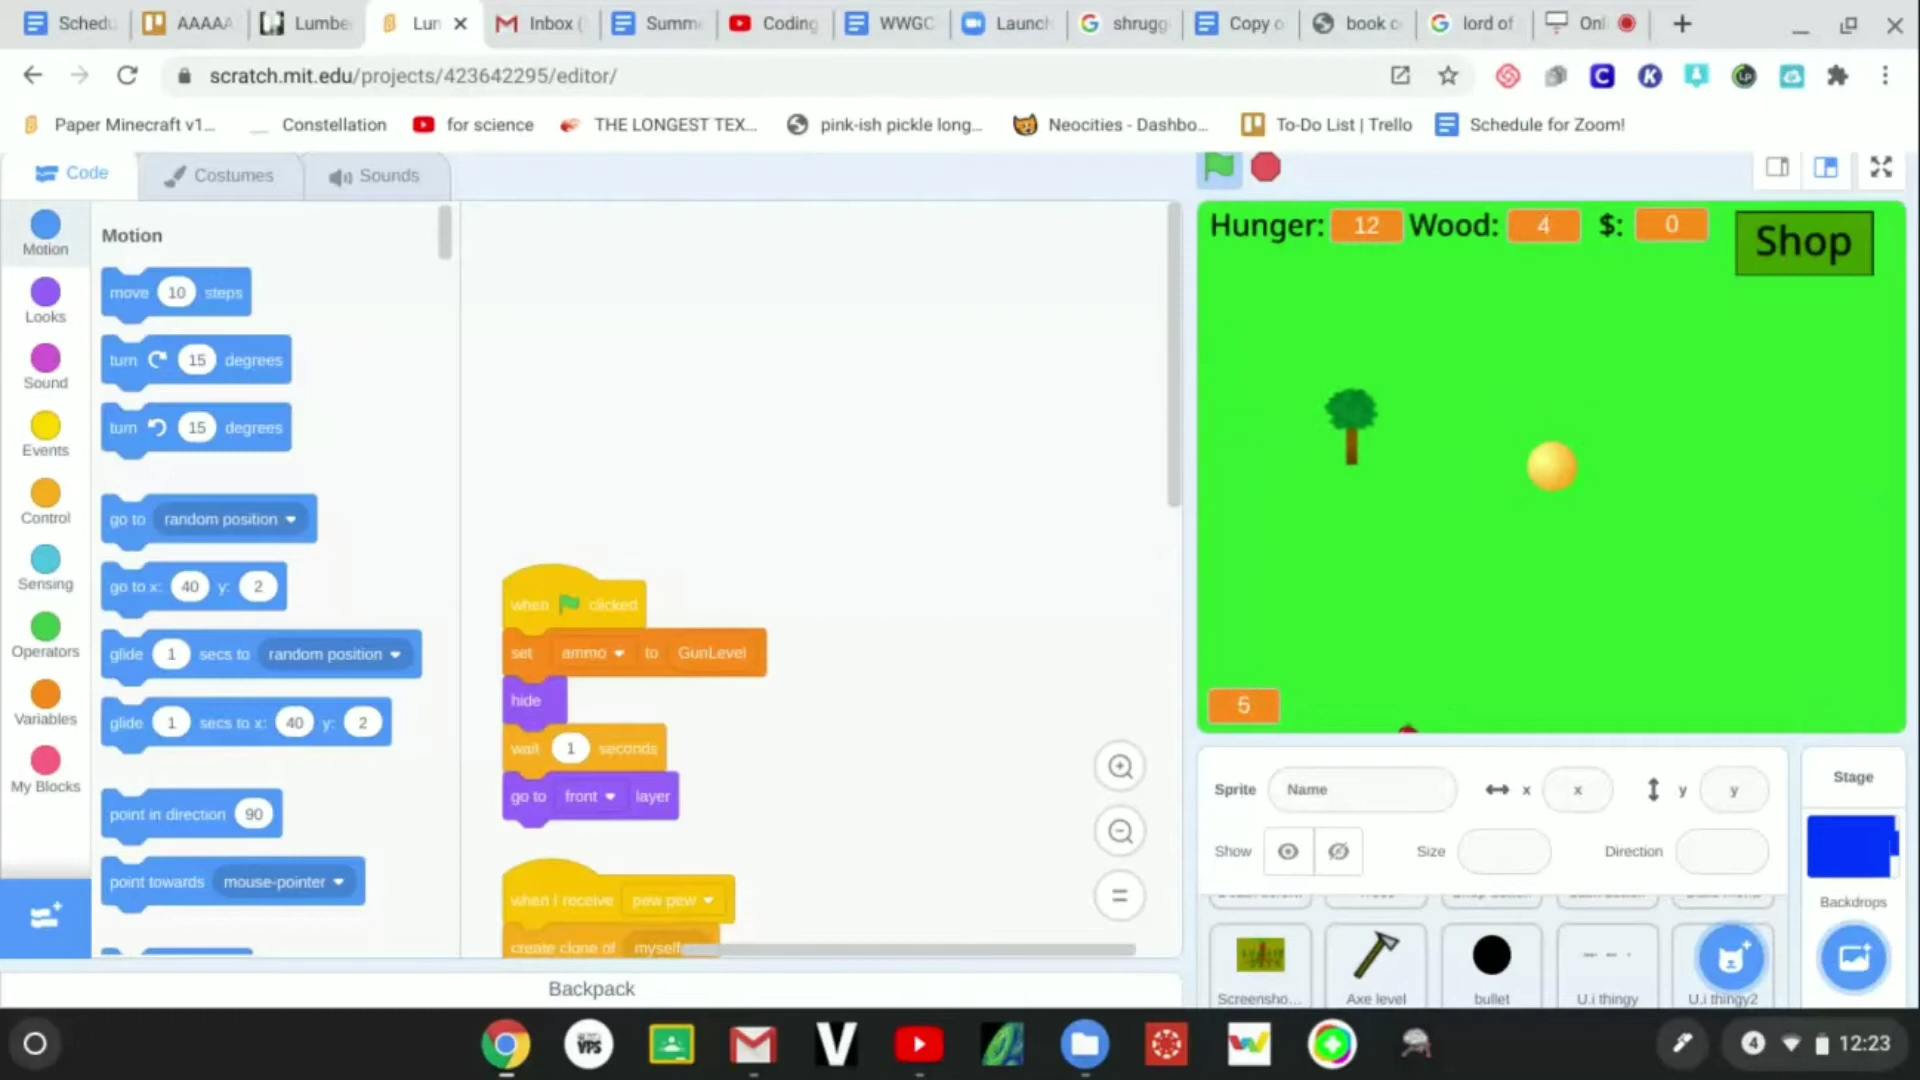 Schedu
AAAAA
Lumbe
Lun
Inbox (
Summe
Coding
WWGC
Launch
shrugg
Copy o
book o
lord of
Onl
scratch.mit.edu/projects/423642295/editor/
Paper Minecraft v1...
Constellation
for science
THE LONGEST TEX...
pink-ish pickle long...
Neocities - Dashbo...
To-Do List | Trello
Schedule for Zoom!
Code
Costumes
Sounds
Motion
Looks
Sound
Events
Control
Sensing
Operators
Variables
My Blocks
Motion
move 10 steps
turn 15 degrees
turn 15 degrees
go to random position
go to x: 40 y: 2
glide 1 secs to random position
glide 1 secs to x: 40 y: 2
point in direction 90
point towards mouse-pointer
when clicked
set ammo to GunLevel
hide
wait 1 seconds
go to front layer
when I receive pew pew
create clone of myself
Backpack
Hunger: 12 Wood: 4 $: 0
Shop
5
Sprite Name x x y y
Show Size Direction
Screensho...
Axe level
bullet
U.i thingy
U.i thingy2
Stage
Backdrops
VPS
4 12:23